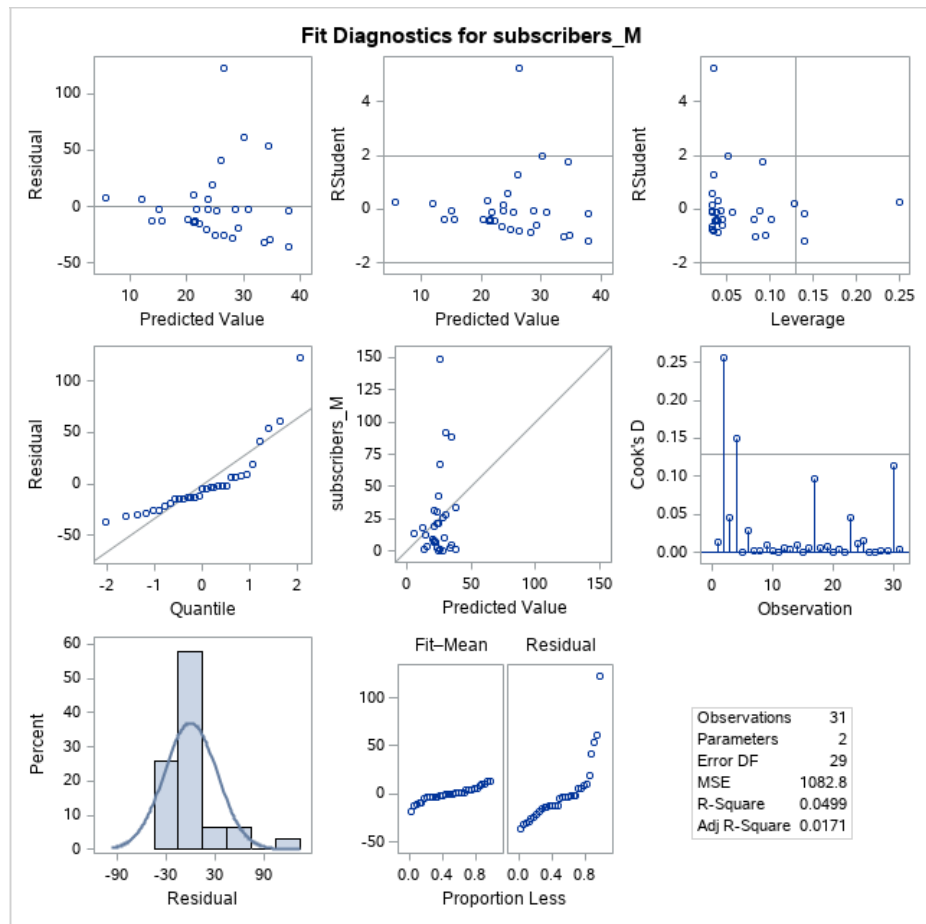 Fit Diagnostics for subscribers_M
Residual
100
50
0
-50
10 20 30 40
Predicted Value
RStudent
4
2
0
-2
10 20 30 40
Predicted Value
RStudent
4
2
0
-2
0.05 0.10 0.15 0.20 0.25
Leverage
Residual
100
50
0
-50
-2 -1 0 1 2
Quantile
subscribers_M
150
125
100
75
50
25
0
0 50 100 150
Predicted Value
Cook's D
0.25
0.20
0.15
0.10
0.05
0.00
0 10 20 30
Observation
Percent
60
50
40
30
20
10
0
-90 -30 30 90
Residual
Fit–Mean Residual
100
50
0
-50
0.0 0.4 0.8 0.0 0.4 0.8
Proportion Less
Observations 31
Parameters 2
Error DF 29
MSE 1082.8
R-Square 0.0499
Adj R-Square 0.0171